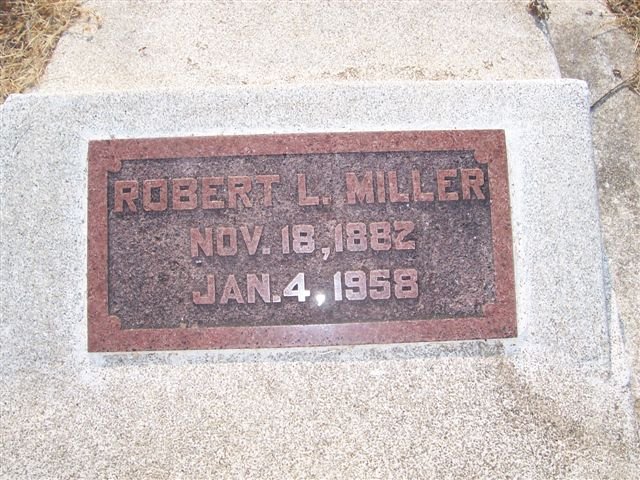 ROBERT L. MILLER
NOV. 18, 1882
JAN. 4, 1958